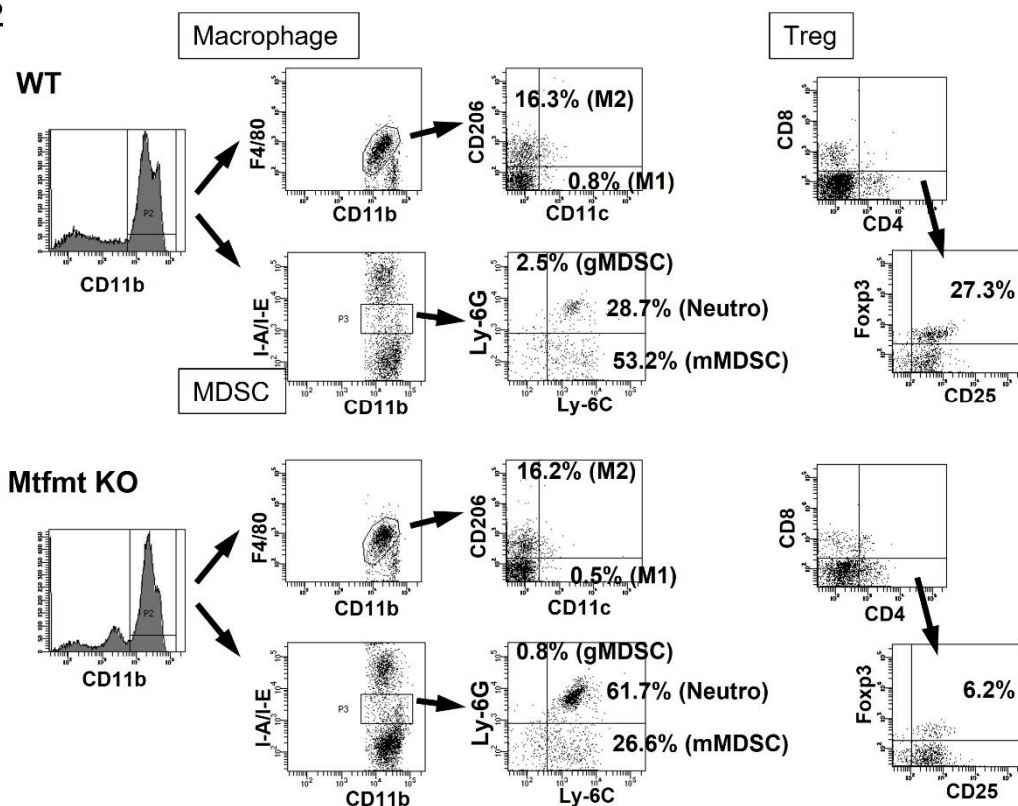 2
Macrophage
Treg
WT
16.3% (M2)
0.8% (M1)
F4/80
CD11b
CD206
CD11c
CD8
CD4
P2
CD11b
2.5% (gMDSC)
28.7% (Neutro)
53.2% (mMDSC)
I-A/I-E
P3
CD11b
Ly-6G
Ly-6C
27.3%
Foxp3
CD25
MDSC
Mtfmt KO
16.2% (M2)
0.5% (M1)
F4/80
CD11b
CD206
CD11c
CD8
CD4
P2
CD11b
0.8% (gMDSC)
61.7% (Neutro)
26.6% (mMDSC)
I-A/I-E
P3
CD11b
Ly-6G
Ly-6C
6.2%
Foxp3
CD25